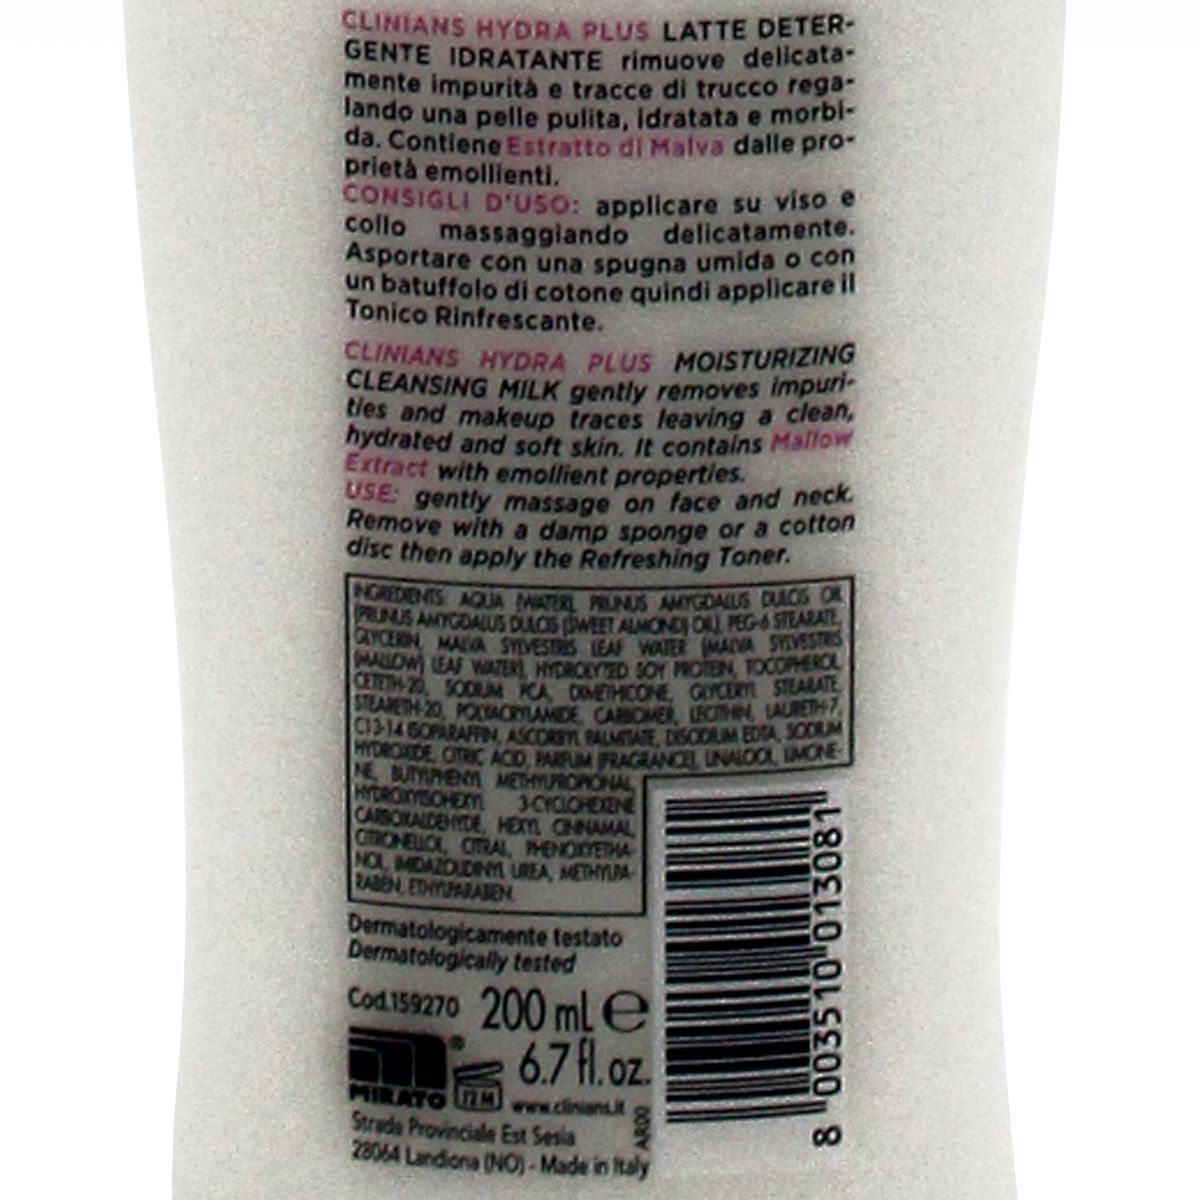 CLINIANS HYDRA PLUS LATTE DETER-
GENTE IDRATANTE rimuove delicata-
mente impurità e tracce di trucco rega-
lando una pelle pulita, idratata e morbi-
da. Contiene Estratto di Malva dalle pro-
prietà emollienti.
CONSIGLI D'USO: applicare su viso e
collo massaggiando delicatamente.
Asportare con una spugna umida o con
un batuffolo di cotone quindi applicare il
Tonico Rinfrescante.
CLINIANS HYDRA PLUS MOISTURIZING
CLEANSING MILK gently removes impuri-
ties and makeup traces leaving a clean,
hydrated and soft skin. It contains Mallow
Extract with emollient properties.
USE: gently massage on face and neck.
Remove with a damp sponge or a cotton
disc then apply the Refreshing Toner.
INGREDIENTS: AQUA (WATER), PRUNUS AMYGDALUS DULCIS OIL
(PRUNUS AMYGDALUS DULCIS (SWEET ALMOND) OIL), PEG-6 STEARATE,
GLYCERIN, MALVA SYLVESTRIS LEAF WATER (MALVA SYLVESTRIS
(MALLOW) LEAF WATER), HYDROLYZED SOY PROTEIN, TOCOPHEROL,
CETETH-20, SODIUM PCA, DIMETHICONE, GLYCERYL STEARATE,
STEARETH-20, POLYACRYLAMIDE, CARBOMER, LECITHIN, LAURETH-7,
C13-14 ISOPARAFFIN, ASCORBYL PALMITATE, DISODIUM EDTA, SODIUM
HYDROXIDE, CITRIC ACID, PARFUM (FRAGRANCE), LINALOOL, LIMONE-
NE, BUTYLPHENYL METHYLPROPIONAL,
HYDROXYISOHEXYL 3-CYCLOHEXENE
CARBOXALDEHYDE, HEXYL CINNAMAL,
CITRONELLOL, CITRAL, PHENOXYETHA-
NOL, IMIDAZOLIDINYL UREA, METHYLPA-
RABEN, ETHYLPARABEN.
Dermatologicamente testato
Dermatologically tested
Cod.159270 200 mL e
6.7 fl. oz.
MIRATO ® 12 M www.clinians.it
Strada Provinciale Est Sesia
28064 Landiona (NO) - Made in Italy
AR00
8 003510 013081